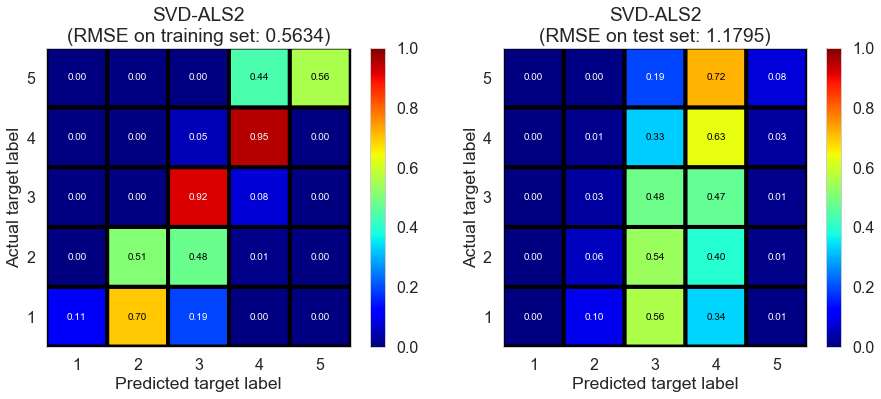 SVD-ALS2
(RMSE on training set: 0.5634)
5 0.00 0.00 0.00 0.44 0.56
4 0.00 0.00 0.05 0.95 0.00
3 0.00 0.00 0.92 0.08 0.00
2 0.00 0.51 0.48 0.01 0.00
1 0.11 0.70 0.19 0.00 0.00
1 2 3 4 5
Predicted target label
Actual target label
1.0
0.8
0.6
0.4
0.2
0.0
SVD-ALS2
(RMSE on test set: 1.1795)
5 0.00 0.00 0.19 0.72 0.08
4 0.00 0.01 0.33 0.63 0.03
3 0.00 0.03 0.48 0.47 0.01
2 0.00 0.06 0.54 0.40 0.01
1 0.00 0.10 0.56 0.34 0.01
1 2 3 4 5
Predicted target label
Actual target label
1.0
0.8
0.6
0.4
0.2
0.0